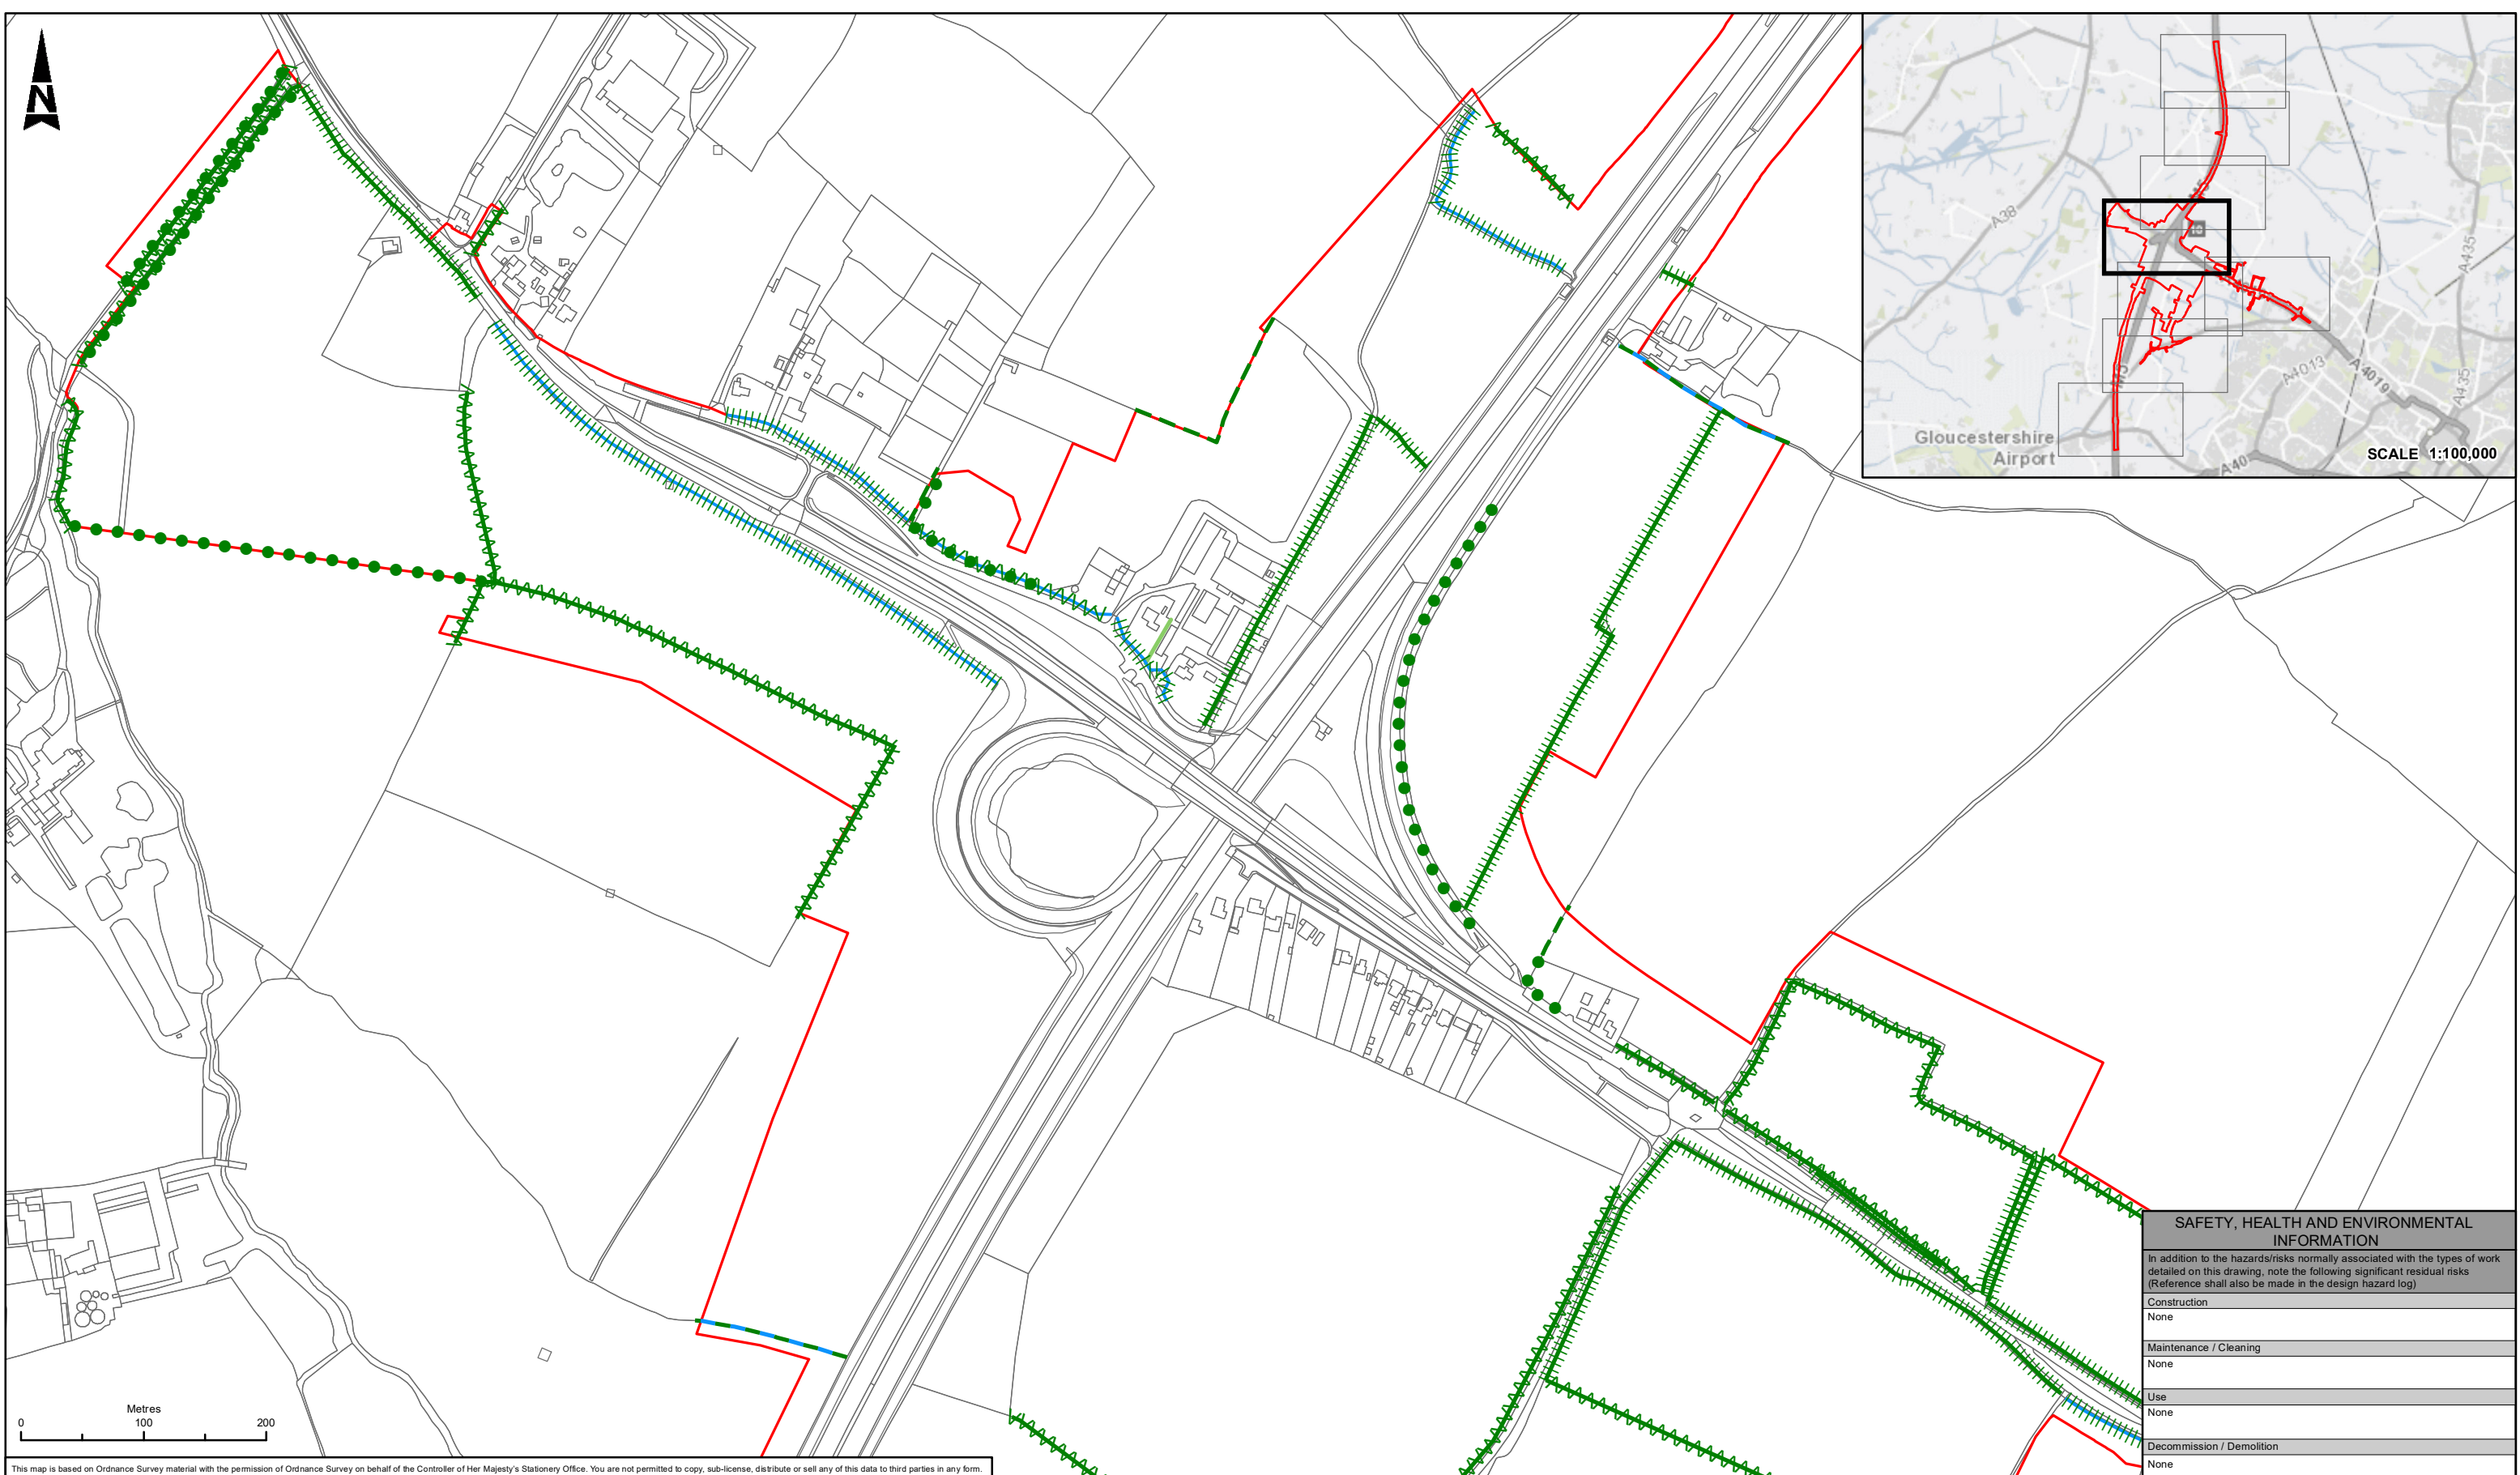 N
A38
M5
10
A435
A4013
A4019
M5
A435
Gloucestershire
Airport
A40
SCALE 1:100,000
SAFETY, HEALTH AND ENVIRONMENTAL
INFORMATION
In addition to the hazards/risks normally associated with the types of work
detailed on this drawing, note the following significant residual risks
(Reference shall also be made in the design hazard log)
Construction
None
Maintenance / Cleaning
None
Use
None
Decommission / Demolition
None
Metres
0 100 200
This map is based on Ordnance Survey material with the permission of Ordnance Survey on behalf of the Controller of Her Majesty's Stationery Office. You are not permitted to copy, sub-license, distribute or sell any of this data to third parties in any form.